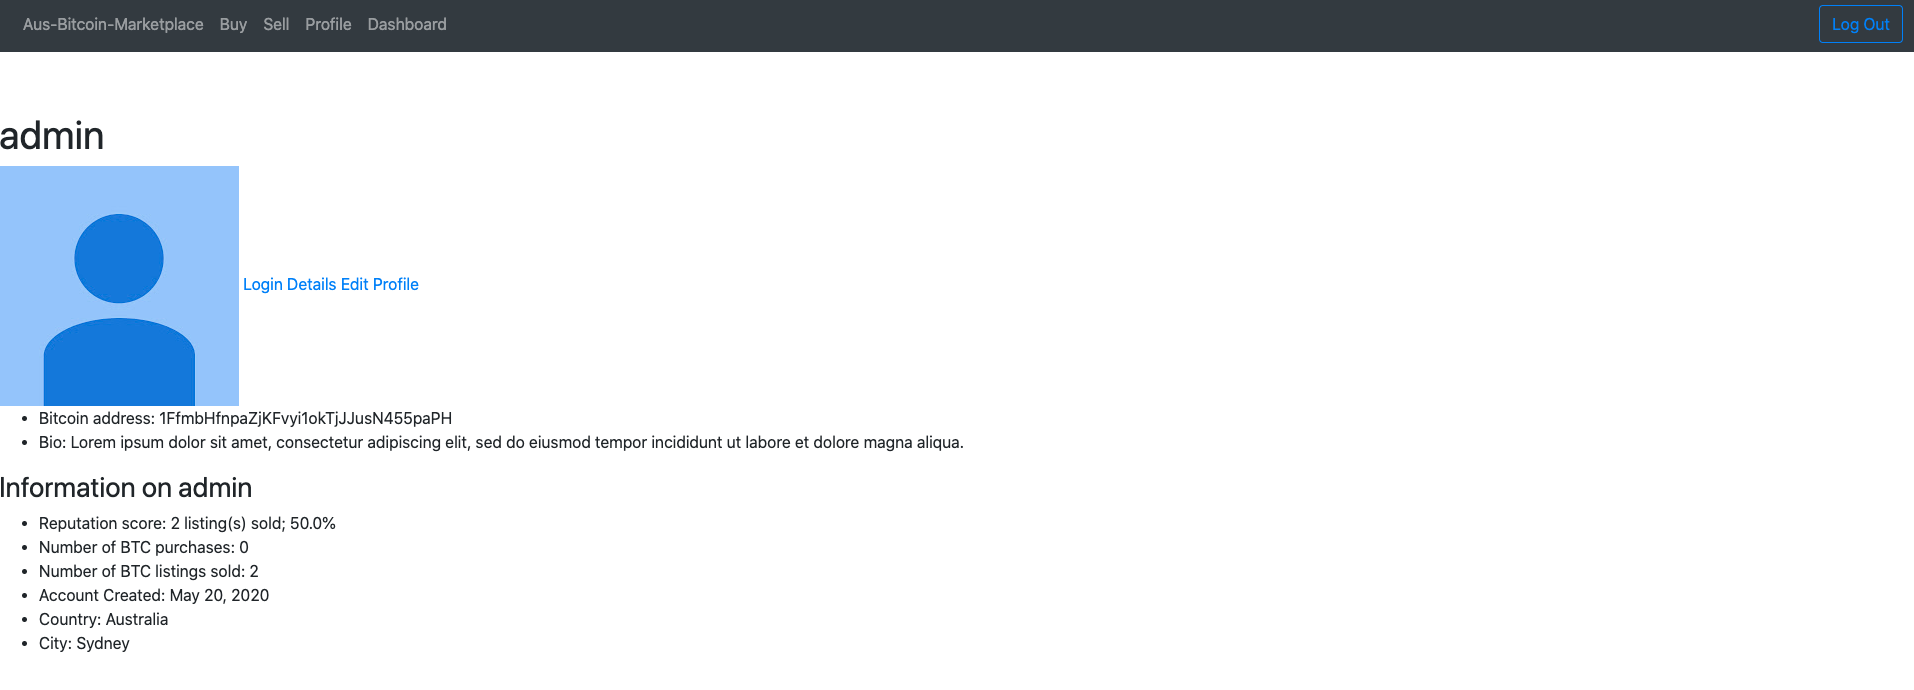 Aus-Bitcoin-Marketplace Buy Sell Profile Dashboard Log Out
admin
Login Details Edit Profile
Bitcoin address: 1FfmbHfnpaZjKFvyi1okTjJJusN455paPH
Bio: Lorem ipsum dolor sit amet, consectetur adipiscing elit, sed do eiusmod tempor incididunt ut labore et dolore magna aliqua.
Information on admin
Reputation score: 2 listing(s) sold; 50.0%
Number of BTC purchases: 0
Number of BTC listings sold: 2
Account Created: May 20, 2020
Country: Australia
City: Sydney